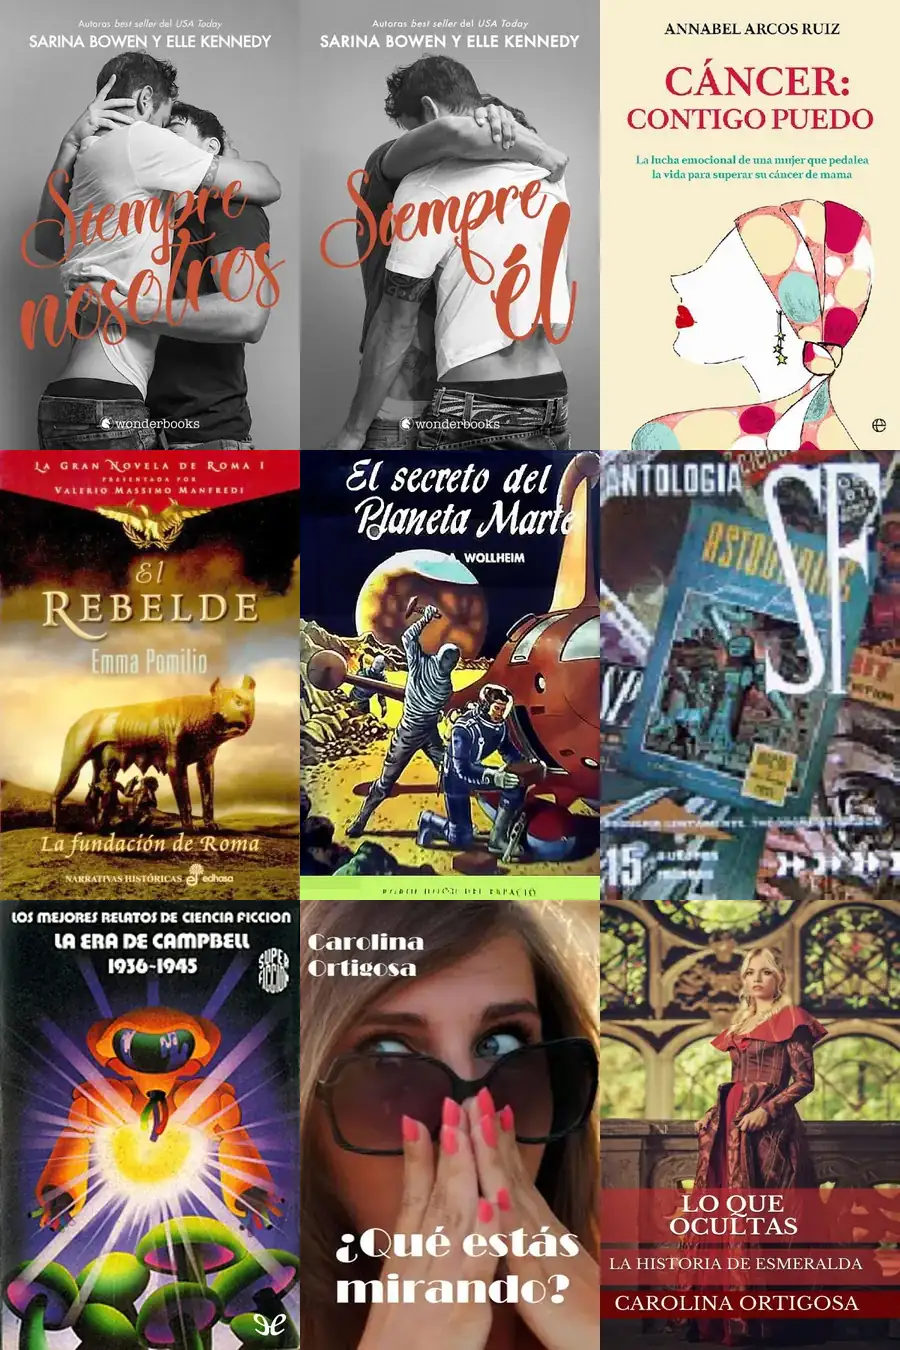 Autoras best seller del USA Today
SARINA BOWEN Y ELLE KENNEDY
Siempre
nosotros
wonderbooks
Autoras best seller del USA Today
SARINA BOWEN Y ELLE KENNEDY
Siempre
él
wonderbooks
ANNABEL ARCOS RUIZ
CÁNCER:
CONTIGO PUEDO
La lucha emocional de una mujer que pedalea
la vida para superar su cáncer de mama
e
LA GRAN NOVELA DE ROMA I
PRESENTADA POR
VALERIO MASSIMO MANFREDI
El
REBELDE
Emma Pomilio
La fundación de Roma
NARRATIVAS HISTÓRICAS edhasa
El secreto del
Planeta Marte
A. WOLLHEIM
ANTOLOGIA
SF
15
LOS MEJORES RELATOS DE CIENCIA FICCION
LA ERA DE CAMPBELL
1936-1945
SUPER
FICCION
Carolina
Ortigosa
¿Qué estás
mirando?
LO QUE
OCULTAS
LA HISTORIA DE ESMERALDA
CAROLINA ORTIGOSA